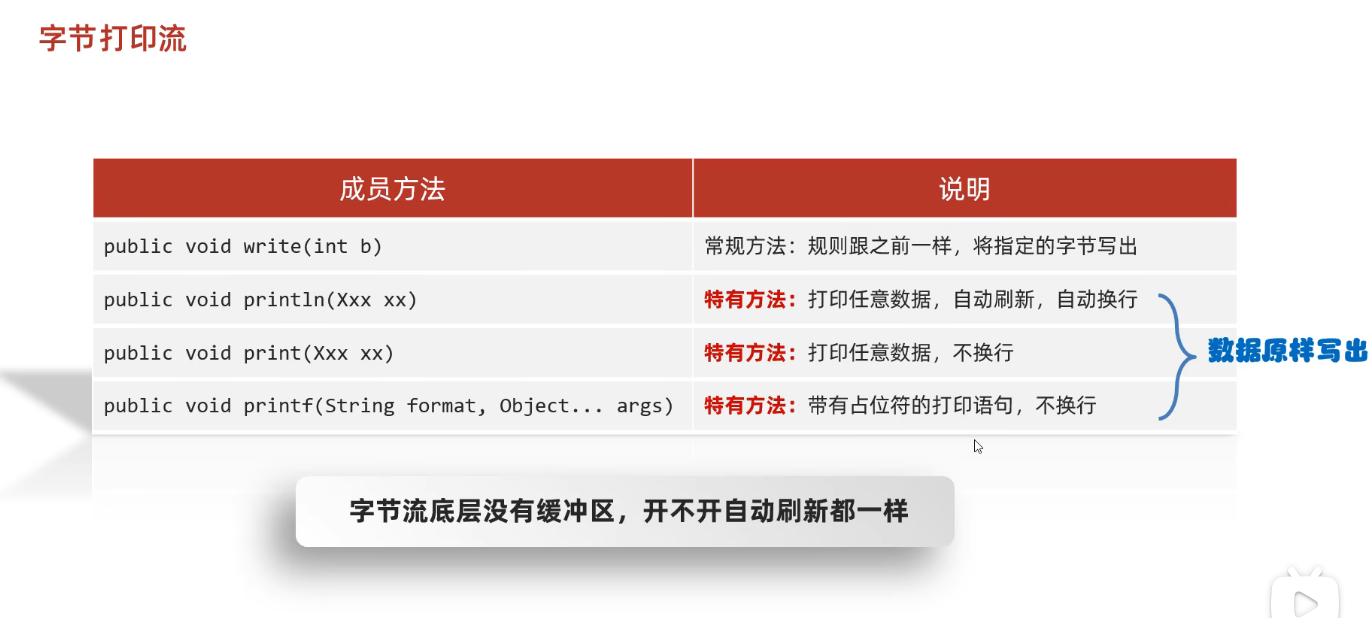 字节打印流
成员方法 说明
public void write(int b) 常规方法：规则跟之前一样，将指定的字节写出
public void println(Xxx xx) 特有方法：打印任意数据，自动刷新，自动换行
public void print(Xxx xx) 特有方法：打印任意数据，不换行
数据原样写出
public void printf(String format, Object... args) 特有方法：带有占位符的打印语句，不换行
字节流底层没有缓冲区，开不开自动刷新都一样